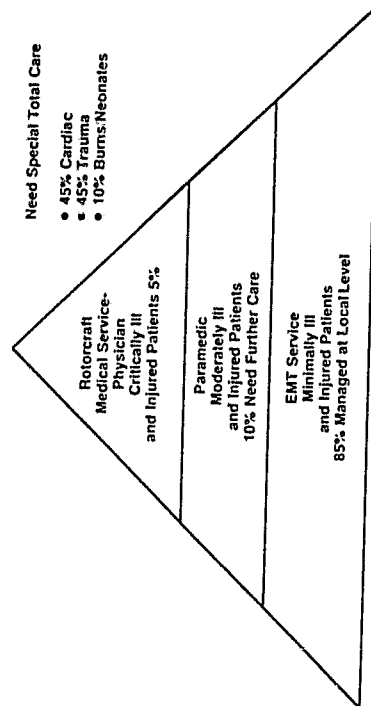 Need Special Total Care
• 45% Cardiac
• 45% Trauma
• 10% Burns/Neonates
Rotorcraft
Medical Service-
Physician
Critically Ill
and Injured Patients 5%
Paramedic
Moderately Ill
and Injured Patients
10% Need Further Care
EMT Service
Minimally Ill
and Injured Patients
85% Managed at Local Level